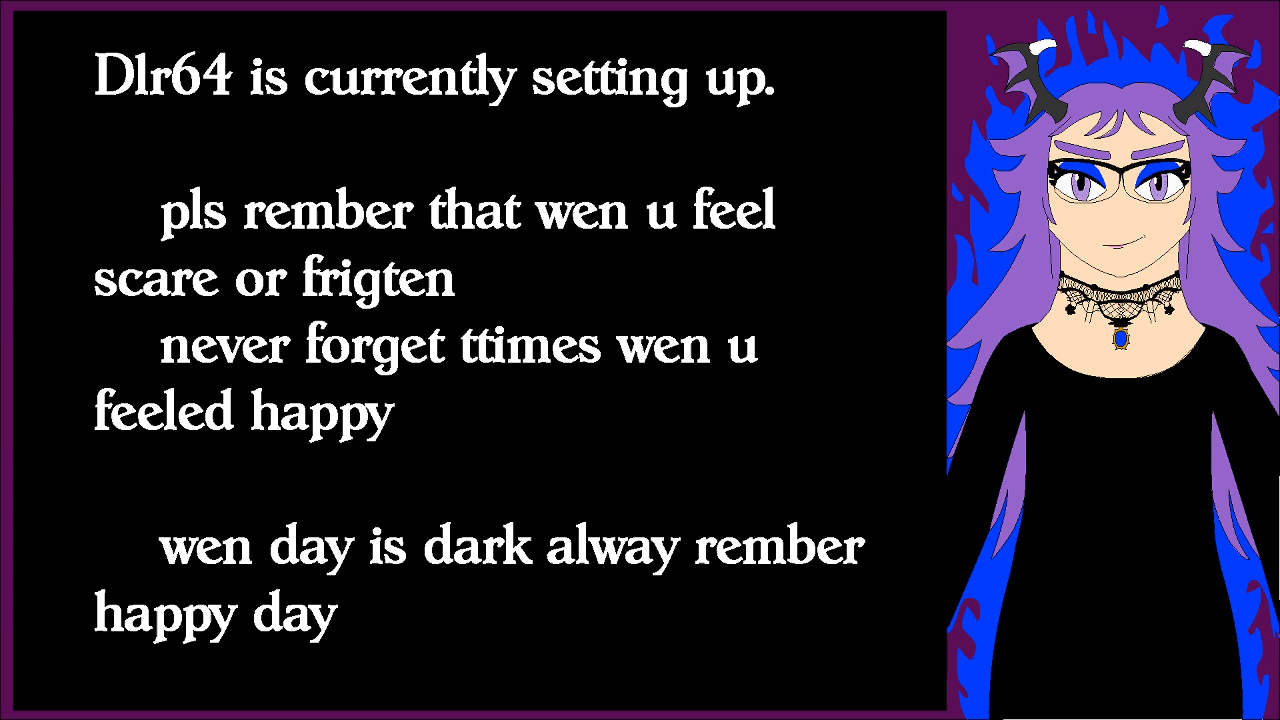 Dlr64 is currently setting up.
pls rember that wen u feel
scare or frigten
never forget ttimes wen u
feeled happy
wen day is dark alway rember
happy day